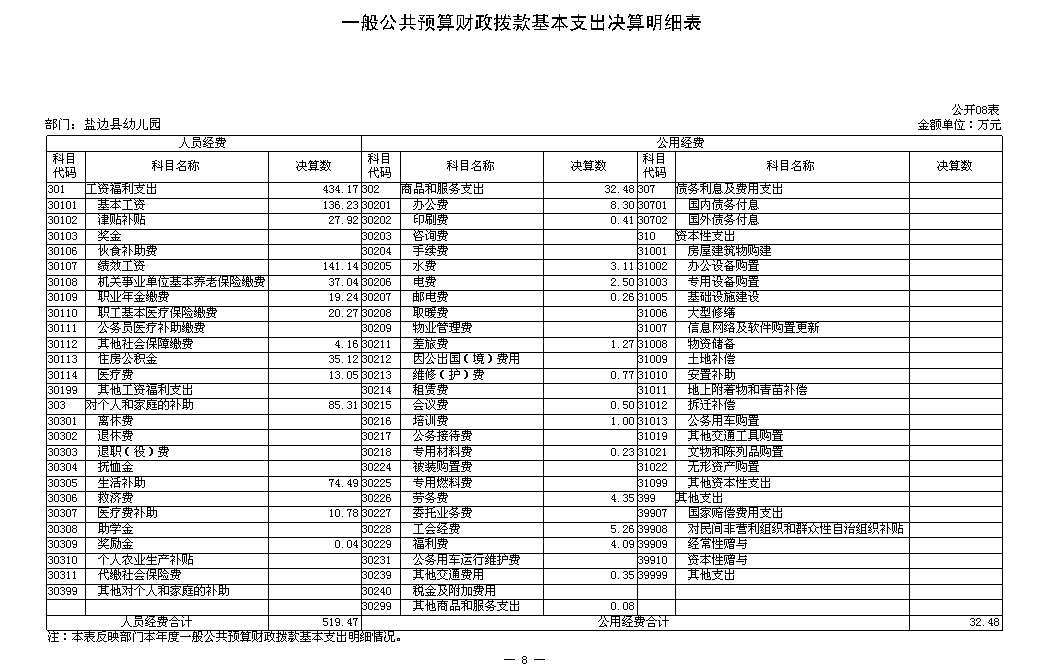 一般公共预算财政拨款基本支出决算明细表
公开08表
部门：盐边县幼儿园 金额单位：万元
人员经费 公用经费
科目代码 科目名称 决算数 科目代码 科目名称 决算数 科目代码 科目名称 决算数
301 工资福利支出 434.17 302 商品和服务支出 32.48 307 债务利息及费用支出
30101 基本工资 136.23 30201 办公费 8.30 30701 国内债务付息
30102 津贴补贴 27.92 30202 印刷费 0.41 30702 国外债务付息
30103 奖金 30203 咨询费 310 资本性支出
30106 伙食补助费 30204 手续费 31001 房屋建筑物购建
30107 绩效工资 141.14 30205 水费 3.11 31002 办公设备购置
30108 机关事业单位基本养老保险缴费 37.04 30206 电费 2.50 31003 专用设备购置
30109 职业年金缴费 19.24 30207 邮电费 0.26 31005 基础设施建设
30110 职工基本医疗保险缴费 20.27 30208 取暖费 31006 大型修缮
30111 公务员医疗补助缴费 30209 物业管理费 31007 信息网络及软件购置更新
30112 其他社会保障缴费 4.16 30211 差旅费 1.27 31008 物资储备
30113 住房公积金 35.12 30212 因公出国（境）费用 31009 土地补偿
30114 医疗费 13.05 30213 维修（护）费 0.77 31010 安置补助
30199 其他工资福利支出 30214 租赁费 31011 地上附着物和青苗补偿
303 对个人和家庭的补助 85.31 30215 会议费 0.50 31012 拆迁补偿
30301 离休费 30216 培训费 1.00 31013 公务用车购置
30302 退休费 30217 公务接待费 31019 其他交通工具购置
30303 退职（役）费 30218 专用材料费 0.23 31021 文物和陈列品购置
30304 抚恤金 30224 被装购置费 31022 无形资产购置
30305 生活补助 74.49 30225 专用燃料费 31099 其他资本性支出
30306 救济费 30226 劳务费 4.35 399 其他支出
30307 医疗费补助 10.78 30227 委托业务费 39907 国家赔偿费用支出
30308 助学金 30228 工会经费 5.26 39908 对民间非营利组织和群众性自治组织补贴
30309 奖励金 0.04 30229 福利费 4.09 39909 经常性赠与
30310 个人农业生产补贴 30231 公务用车运行维护费 39910 资本性赠与
30311 代缴社会保险费 30239 其他交通费用 0.35 39999 其他支出
30399 其他对个人和家庭的补助 30240 税金及附加费用
30299 其他商品和服务支出 0.08
人员经费合计 519.47 公用经费合计 32.48
注：本表反映部门本年度一般公共预算财政拨款基本支出明细情况。
— 8 —